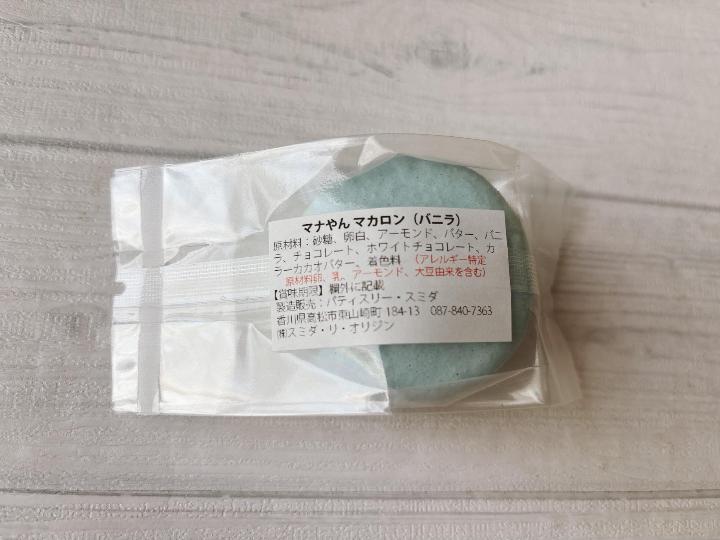 マナやん マカロン（バニラ）
原材料：砂糖、卵白、アーモンド、バター、バニ
ラ、チョコレート、ホワイトチョコレート、カ
ラーカカオバター、着色料　（アレルギー特定
原材料卵、乳、アーモンド、大豆由来を含む）
【賞味期限】欄外に記載
製造販売：パティスリー・スミダ
香川県高松市東山崎町 184-13　087-840-7363
㈲スミダ・リ・オリジン